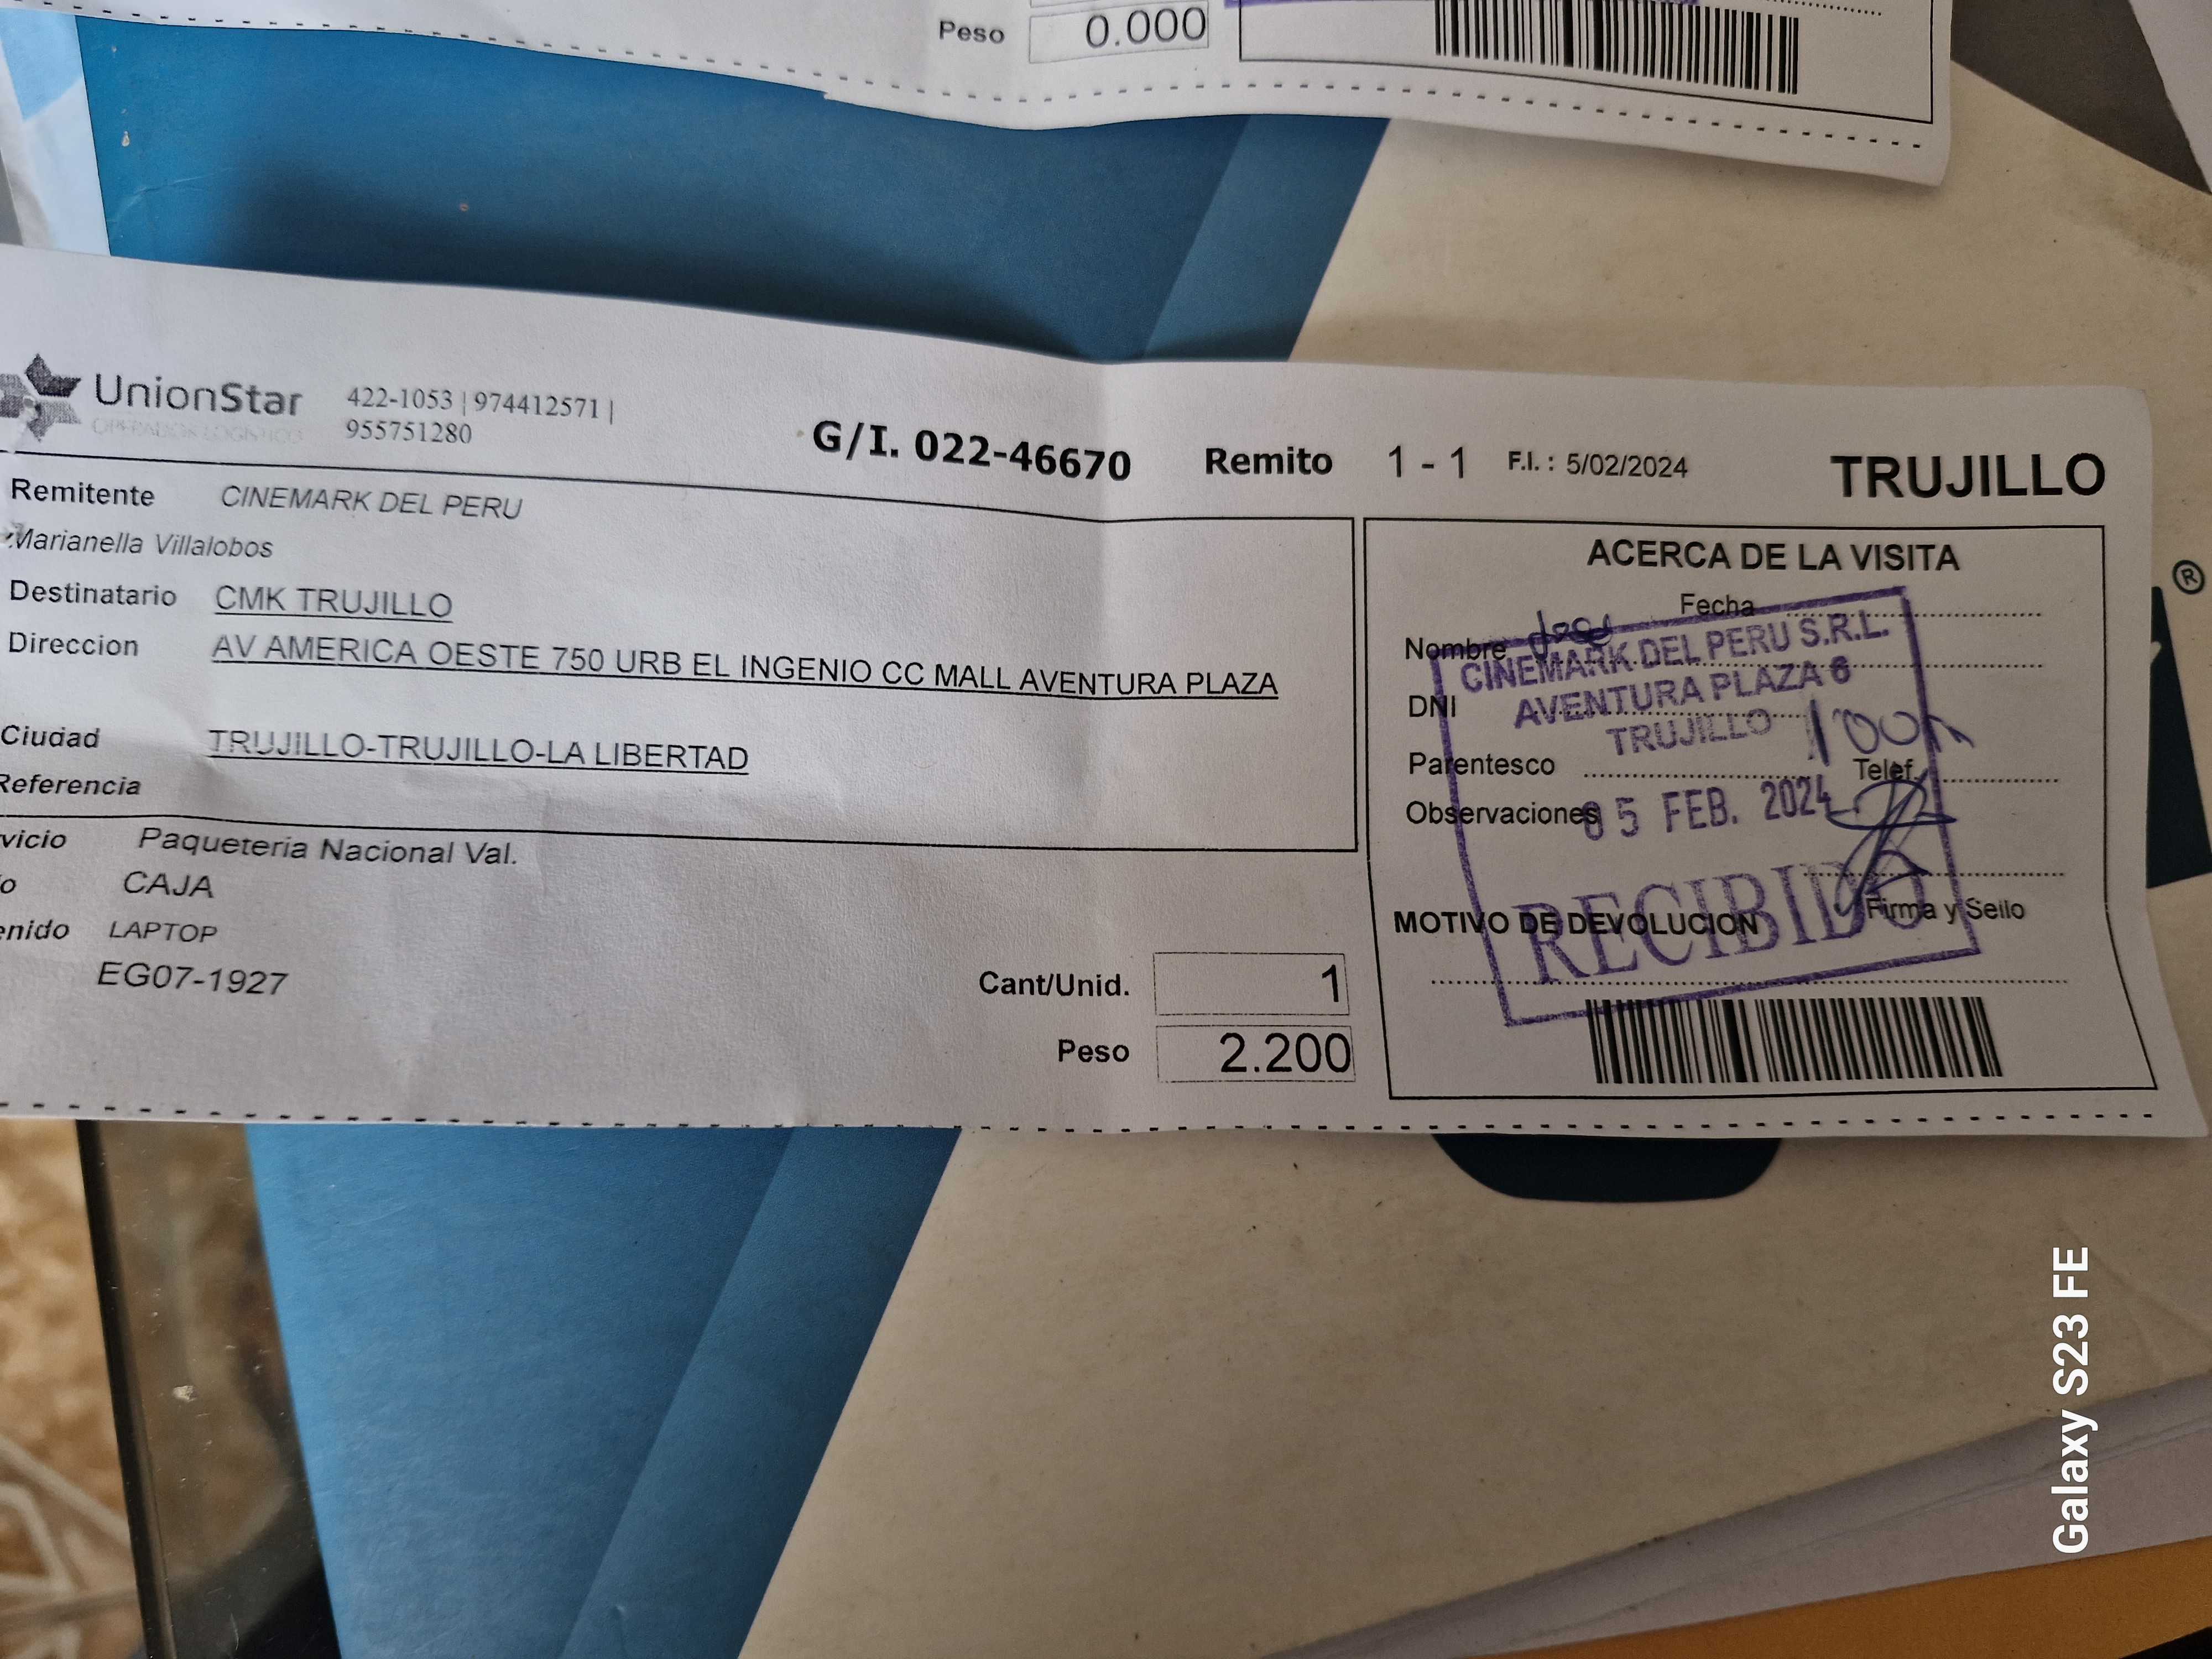 Peso 0.000
UnionStar
OPERADOR LOGISTICO
422-1053 | 974412571 |
955751280
G/I. 022-46670 Remito 1 - 1 F.I. : 5/02/2024 TRUJILLO
Remitente CINEMARK DEL PERU
Marianella Villalobos
Destinatario CMK TRUJILLO
Direccion AV AMERICA OESTE 750 URB EL INGENIO CC MALL AVENTURA PLAZA
Ciudad TRUJILLO-TRUJILLO-LA LIBERTAD
Referencia
vicio Paqueteria Nacional Val.
o CAJA
enido LAPTOP
EG07-1927
Cant/Unid. 1
Peso 2.200
ACERCA DE LA VISITA
Fecha
Nombre
DNI
Parentesco
Telef.
Observaciones
Firma y Sello
MOTIVO DE DEVOLUCION
CINEMARK DEL PERU S.R.L.
AVENTURA PLAZA 8
TRUJILLO
05 FEB. 2024
RECIBIDO
®
Galaxy S23 FE